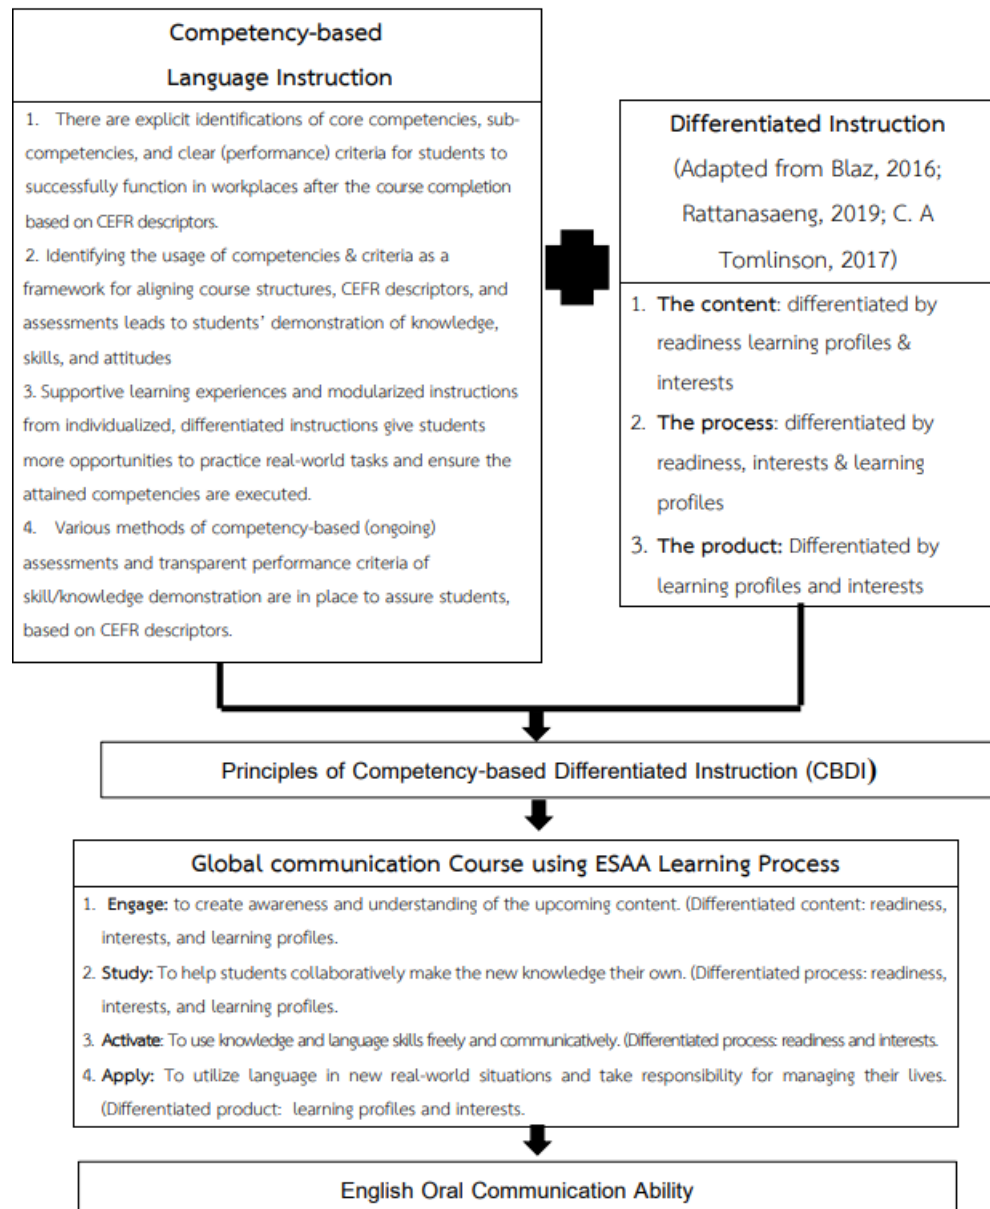 Competency-based
Language Instruction
1. There are explicit identifications of core competencies, sub-
competencies, and clear (performance) criteria for students to
successfully function in workplaces after the course completion
based on CEFR descriptors.
2. Identifying the usage of competencies & criteria as a
framework for aligning course structures, CEFR descriptors, and
assessments leads to students’ demonstration of knowledge,
skills, and attitudes
3. Supportive learning experiences and modularized instructions
from individualized, differentiated instructions give students
more opportunities to practice real-world tasks and ensure the
attained competencies are executed.
4. Various methods of competency-based (ongoing)
assessments and transparent performance criteria of
skill/knowledge demonstration are in place to assure students,
based on CEFR descriptors.
Differentiated Instruction
(Adapted from Blaz, 2016;
Rattanasaeng, 2019; C. A
Tomlinson, 2017)
1. The content: differentiated by
readiness learning profiles &
interests
2. The process: differentiated by
readiness, interests & learning
profiles
3. The product: Differentiated by
learning profiles and interests
Principles of Competency-based Differentiated Instruction (CBDI)
Global communication Course using ESAA Learning Process
1. Engage: to create awareness and understanding of the upcoming content. (Differentiated content: readiness,
interests, and learning profiles.
2. Study: To help students collaboratively make the new knowledge their own. (Differentiated process: readiness,
interests, and learning profiles.
3. Activate: To use knowledge and language skills freely and communicatively. (Differentiated process: readiness and interests.
4. Apply: To utilize language in new real-world situations and take responsibility for managing their lives.
(Differentiated product: learning profiles and interests.
English Oral Communication Ability